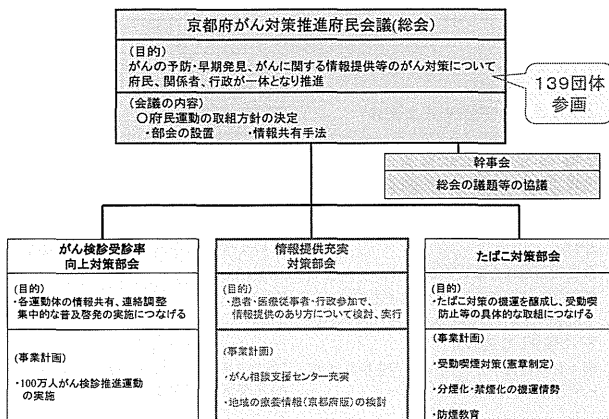 京都府がん対策推進府民会議(総会)
(目的)
がんの予防・早期発見、がんに関する情報提供等のがん対策について
府民、関係者、行政が一体となり推進
(会議の内容)
○府民運動の取組方針の決定
・部会の設置 ・情報共有手法
139団体
参画
幹事会
総会の議題等の協議
がん検診受診率
向上対策部会
(目的)
・各運動体の情報共有、連絡調整
集中的な普及啓発の実施につなげる
(事業計画)
・100万人がん検診推進運動
の実施
情報提供充実
対策部会
(目的)
・患者・医療従事者・行政参加で、
情報提供のあり方について検討、実行
(事業計画)
・がん相談支援センター充実
・地域の療養情報(京都府版)の検討
たばこ対策部会
(目的)
・たばこ対策の機運を醸成し、受動喫
防止等の具体的な取組につなげる
(事業計画)
・受動喫煙対策(憲章制定)
・分煙化・禁煙化の機運情勢
・防煙教育